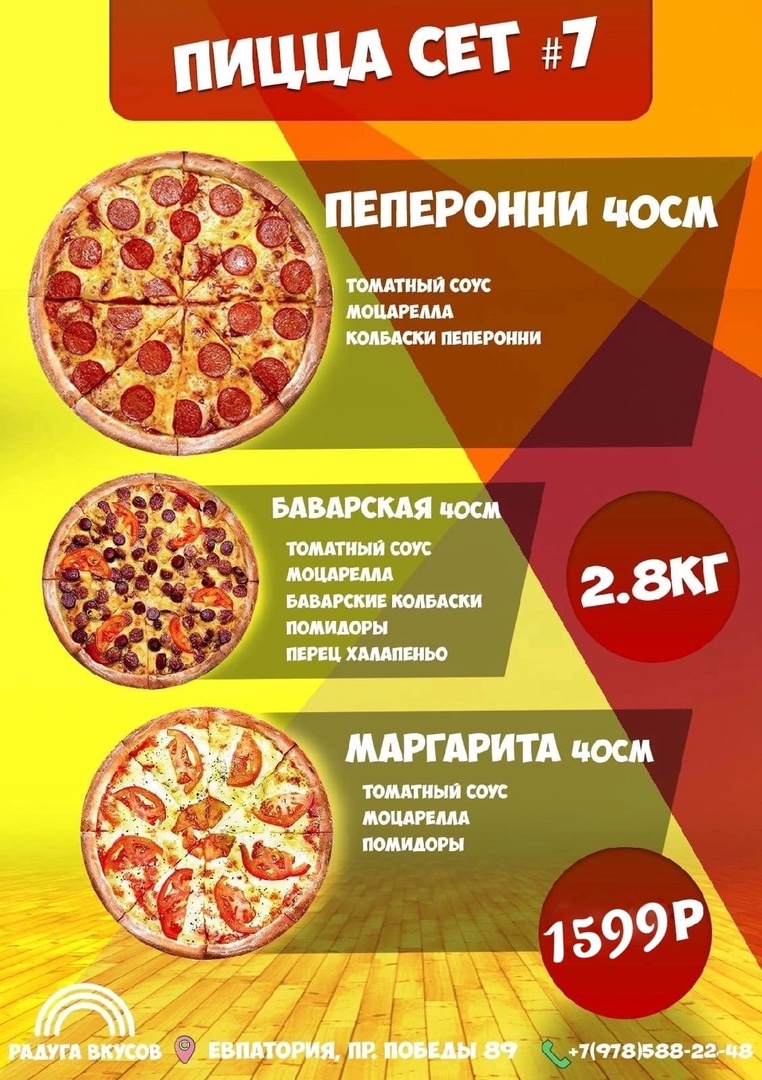 ПИЦЦА СЕТ #7
ПЕПЕРОННИ 40СМ
ТОМАТНЫЙ СОУС
МОЦАРЕЛЛА
КОЛБАСКИ ПЕПЕРОННИ
БАВАРСКАЯ 40СМ
ТОМАТНЫЙ СОУС
МОЦАРЕЛЛА
БАВАРСКИЕ КОЛБАСКИ
ПОМИДОРЫ
ПЕРЕЦ ХАЛАПЕНЬО
2.8КГ
МАРГАРИТА 40СМ
ТОМАТНЫЙ СОУС
МОЦАРЕЛЛА
ПОМИДОРЫ
1599Р
РАДУГА ВКУСОВ ЕВПАТОРИЯ, ПР. ПОБЕДЫ 89 +7(978)588-22-48